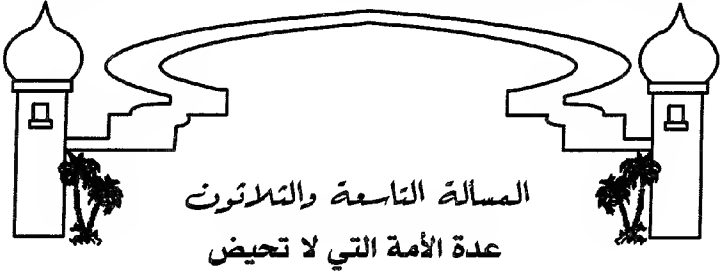 المسألة التاسعة والثلاثون
عدة الأمة التي لا تحيض